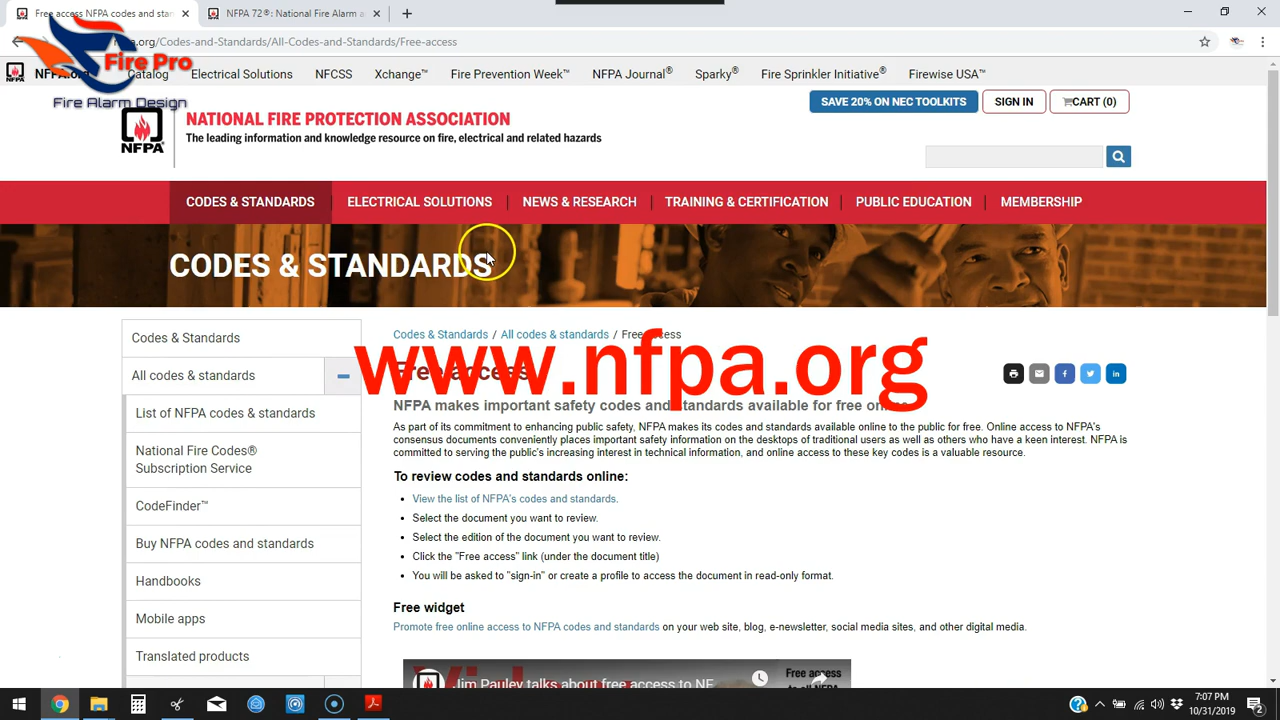 Free access NFPA codes and stan
NFPA 72®: National Fire Alarm a
.org/Codes-and-Standards/All-Codes-and-Standards/Free-access
Fire Pro
Fire Alarm Design
Catalog
Electrical Solutions
NFCSS
Xchange™
Fire Prevention Week™
NFPA Journal®
Sparky®
Fire Sprinkler Initiative®
Firewise USA™
SAVE 20% ON NEC TOOLKITS
SIGN IN
CART (0)
NFPA
NATIONAL FIRE PROTECTION ASSOCIATION
The leading information and knowledge resource on fire, electrical and related hazards
CODES & STANDARDS
ELECTRICAL SOLUTIONS
NEWS & RESEARCH
TRAINING & CERTIFICATION
PUBLIC EDUCATION
MEMBERSHIP
CODES & STANDARDS
Codes & Standards
All codes & standards
List of NFPA codes & standards
National Fire Codes®
Subscription Service
CodeFinder™
Buy NFPA codes and standards
Handbooks
Mobile apps
Translated products
Codes & Standards / All codes & standards / Free access
www.nfpa.org
Free access
NFPA makes important safety codes and standards available for free online
As part of its commitment to enhancing public safety, NFPA makes its codes and standards available online to the public for free. Online access to NFPA's
consensus documents conveniently places important safety information on the desktops of traditional users as well as others who have a keen interest. NFPA is
committed to serving the public's increasing interest in technical information, and online access to these key codes is a valuable resource.
To review codes and standards online:
View the list of NFPA's codes and standards.
Select the document you want to review.
Select the edition of the document you want to review.
Click the "Free access" link (under the document title)
You will be asked to "sign-in" or create a profile to access the document in read-only format.
Free widget
Promote free online access to NFPA codes and standards on your web site, blog, e-newsletter, social media sites, and other digital media.
Jim Pauley talks about free access to NF
Free access
7:07 PM
10/31/2019